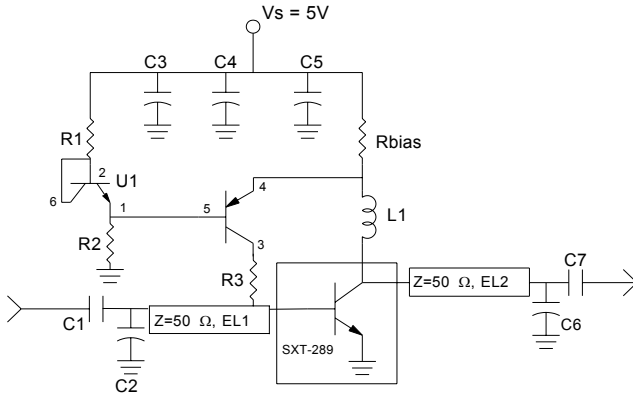 Vs = 5V
C3 C4 C5
R1
Rbias
2
U1
4
6
L1
1
5
R2
3
C7
R3
Z=50 Ω, EL2
C1
Z=50 Ω, EL1
C6
SXT-289
C2